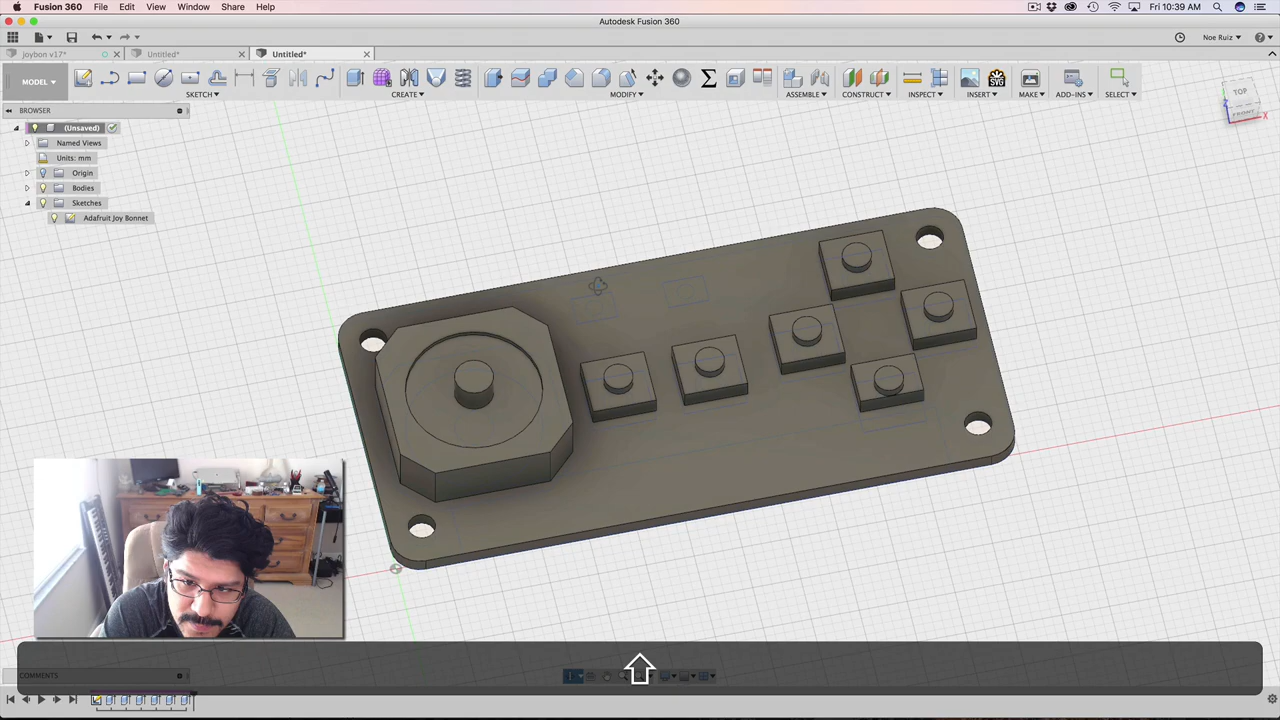 Fusion 360 File Edit View Window Share Help Fri 10:39 AM
Autodesk Fusion 360
Noe Ruiz
Joybon v17* Untitled* Untitled*
MODEL SKETCH CREATE MODIFY ASSEMBLE CONSTRUCT INSPECT INSERT MAKE ADD-INS SELECT
BROWSER
(Unsaved)
Named Views
Units: mm
Origin
Bodies
Sketches
Adafruit Joy Bonnet
TOP
FRONT
Z
X
COMMENTS